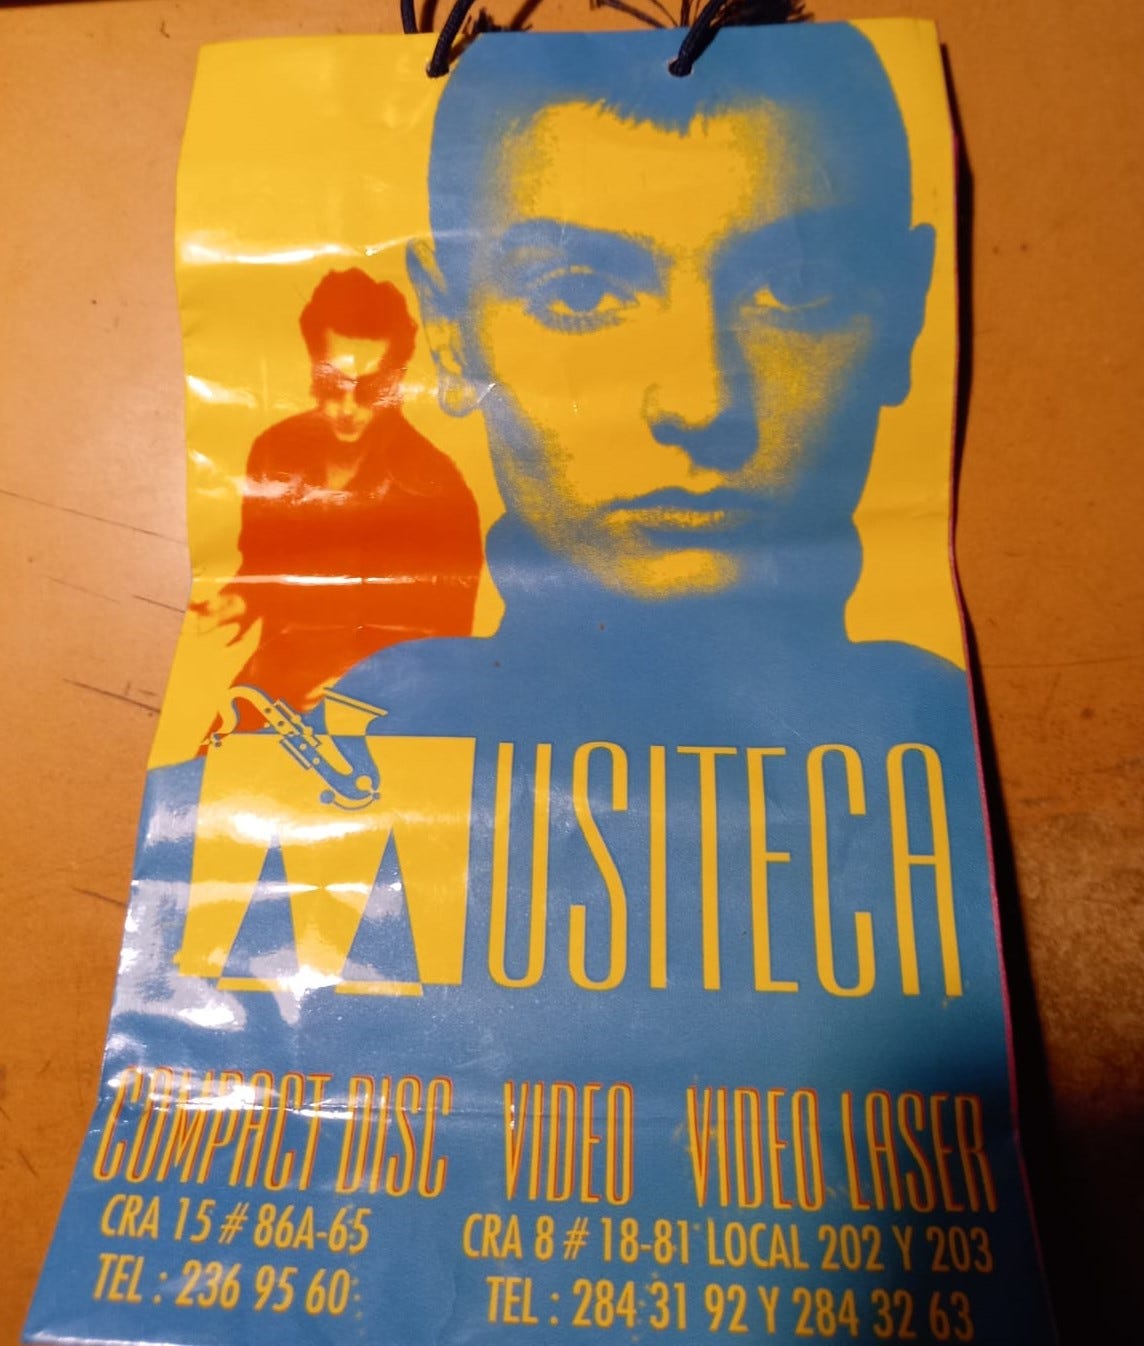 MUSITECA
COMPACT DISC VIDEO VIDEO LASER
CRA 15 # 86A-65
TEL : 236 95 60
CRA 8 # 18-81 LOCAL 202 Y 203
TEL : 284 31 92 Y 284 32 63